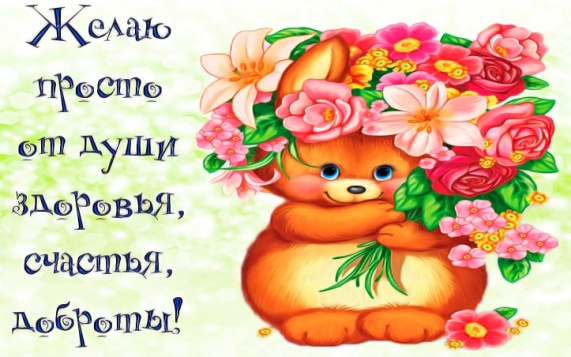 Желаю
просто
от души
здоровья,
счастья,
доброты!